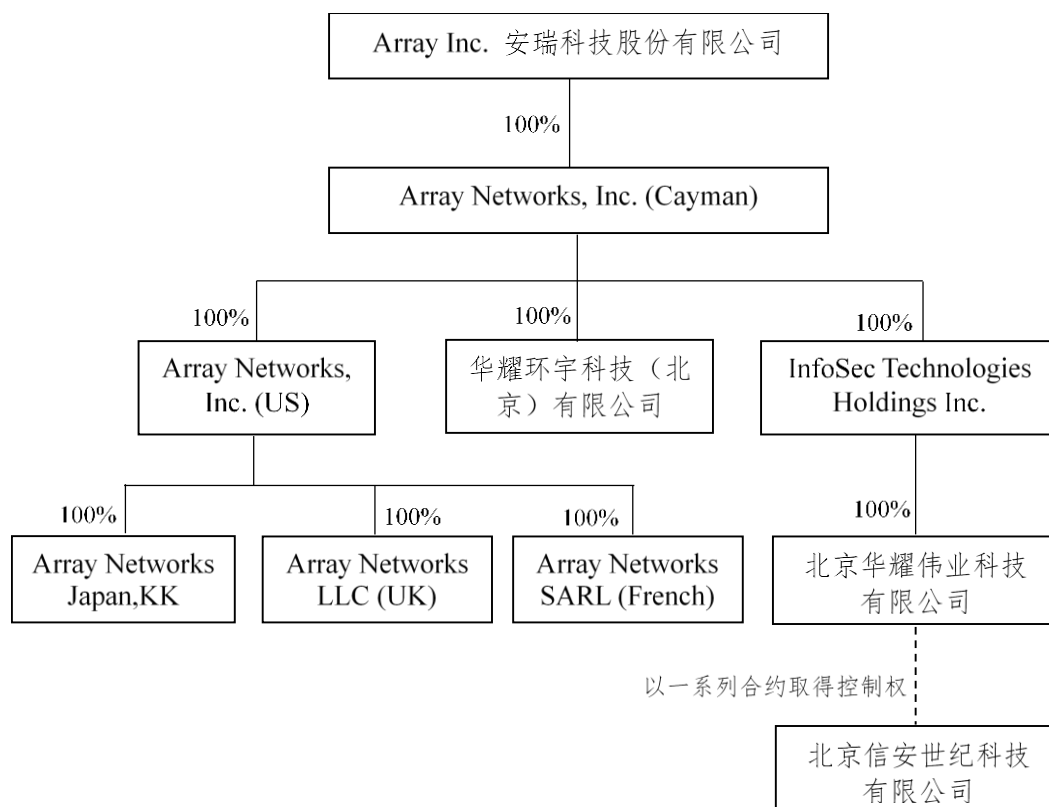 Array Inc. 安瑞科技股份有限公司
100%
Array Networks, Inc. (Cayman)
100%
100%
100%
Array Networks,
Inc. (US)
华耀环宇科技（北
京）有限公司
InfoSec Technologies
Holdings Inc.
100%
100%
100%
100%
Array Networks
Japan,KK
Array Networks
LLC (UK)
Array Networks
SARL (French)
北京华耀伟业科技
有限公司
以一系列合约取得控制权
北京信安世纪科技
有限公司